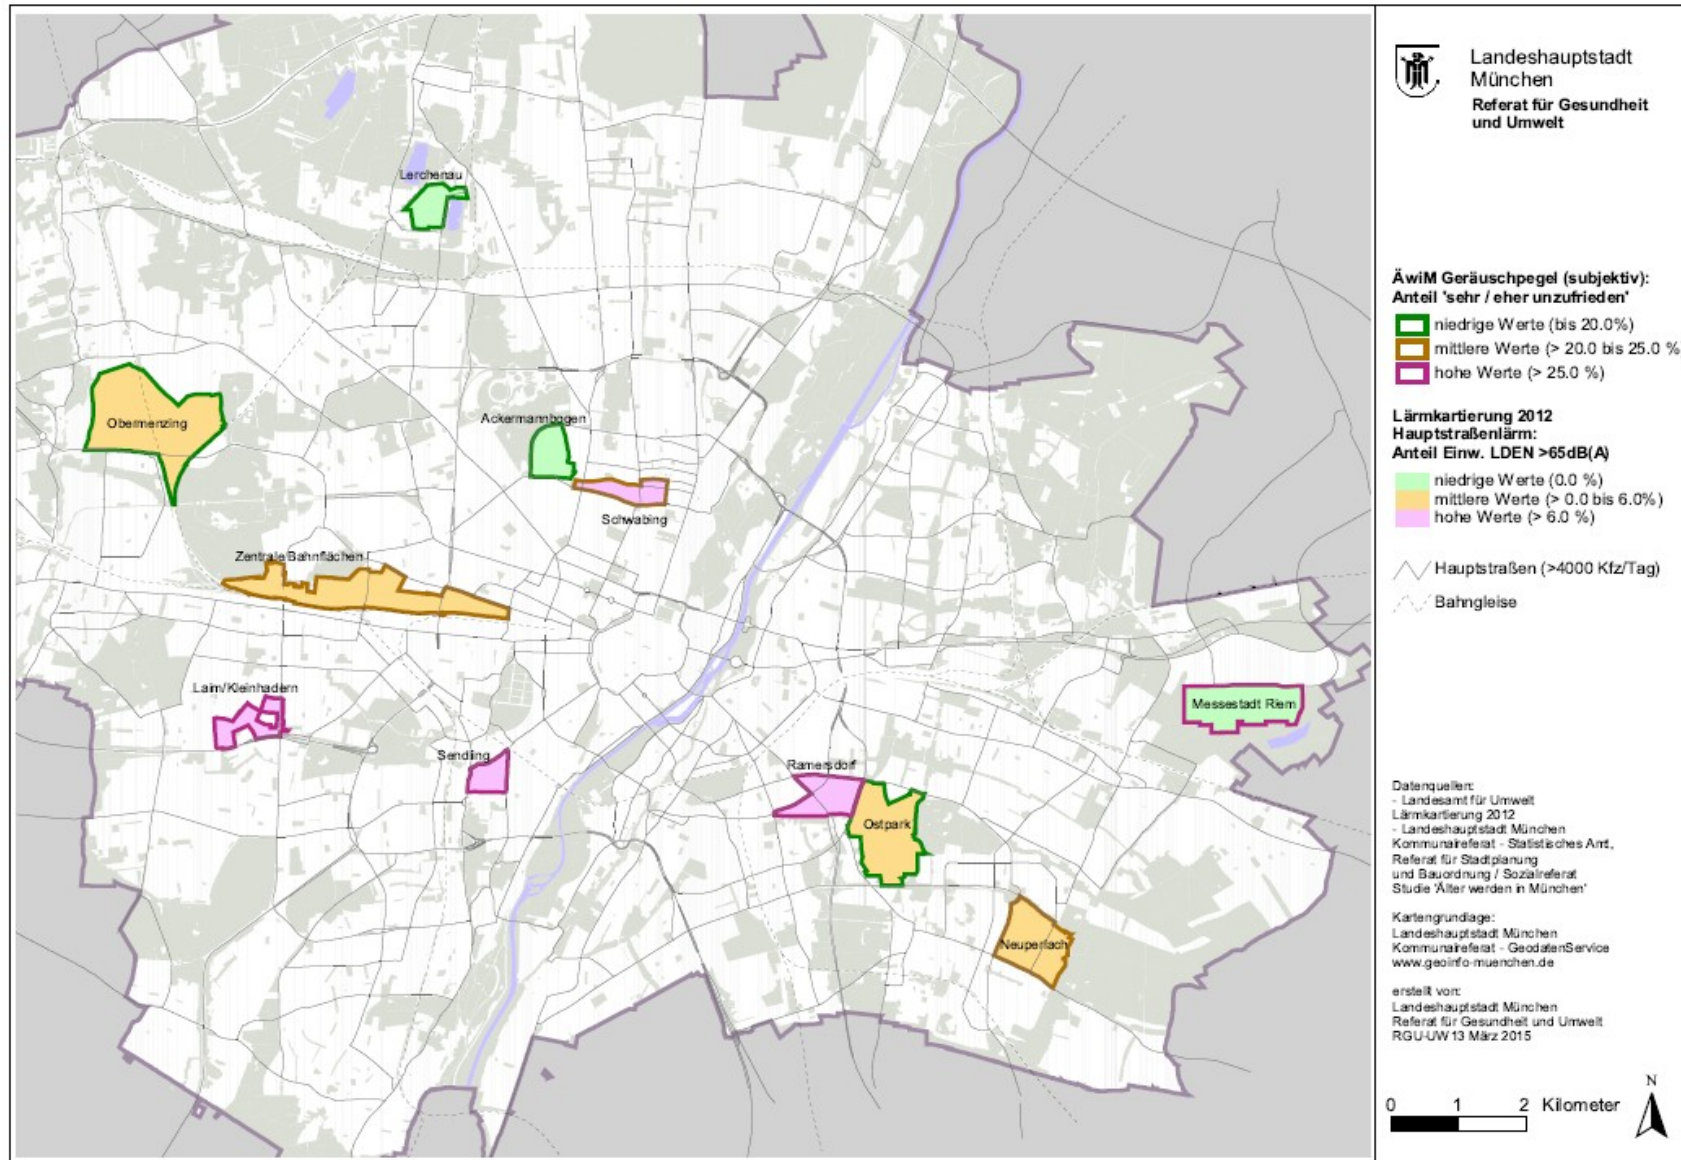 Lerchenau
Obermenzing
Ackermannbogen
Schwabing
Zentrale Bahnflächen
Laim/Kleinhadern
Sendling
Ramersdorf
Ostpark
Neuperlach
Messestadt Riem
Landeshauptstadt
München
Referat für Gesundheit
und Umwelt
ÄwiM Geräuschpegel (subjektiv):
Anteil 'sehr / eher unzufrieden'
niedrige Werte (bis 20.0%)
mittlere Werte (> 20.0 bis 25.0 %
hohe Werte (> 25.0 %)
Lärmkartierung 2012
Hauptstraßenlärm:
Anteil Einw. LDEN >65dB(A)
niedrige Werte (0.0 %)
mittlere Werte (> 0.0 bis 6.0%)
hohe Werte (> 6.0 %)
Hauptstraßen (>4000 Kfz/Tag)
Bahngleise
Datenquellen:
- Landesamt für Umwelt
Lärmkartierung 2012
- Landeshauptstadt München
Kommunalreferat - Statistisches Amt,
Referat für Stadtplanung
und Bauordnung / Sozialreferat
Studie 'Älter werden in München'
Kartengrundlage:
Landeshauptstadt München
Kommunalreferat - GeodatenService
www.geoinfo-muenchen.de
erstellt von:
Landeshauptstadt München
Referat für Gesundheit und Umwelt
RGU-UW 13 März 2015
N
0 1 2 Kilometer